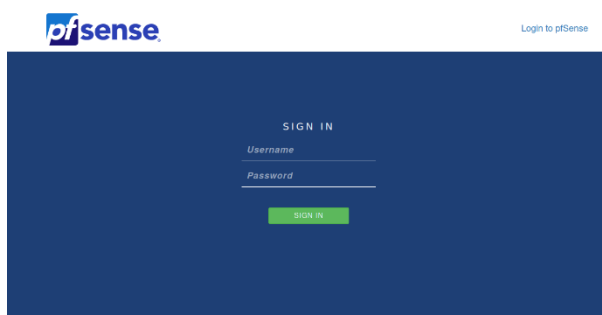 pfsense
Login to pfSense
SIGN IN
Username
Password
SIGN IN